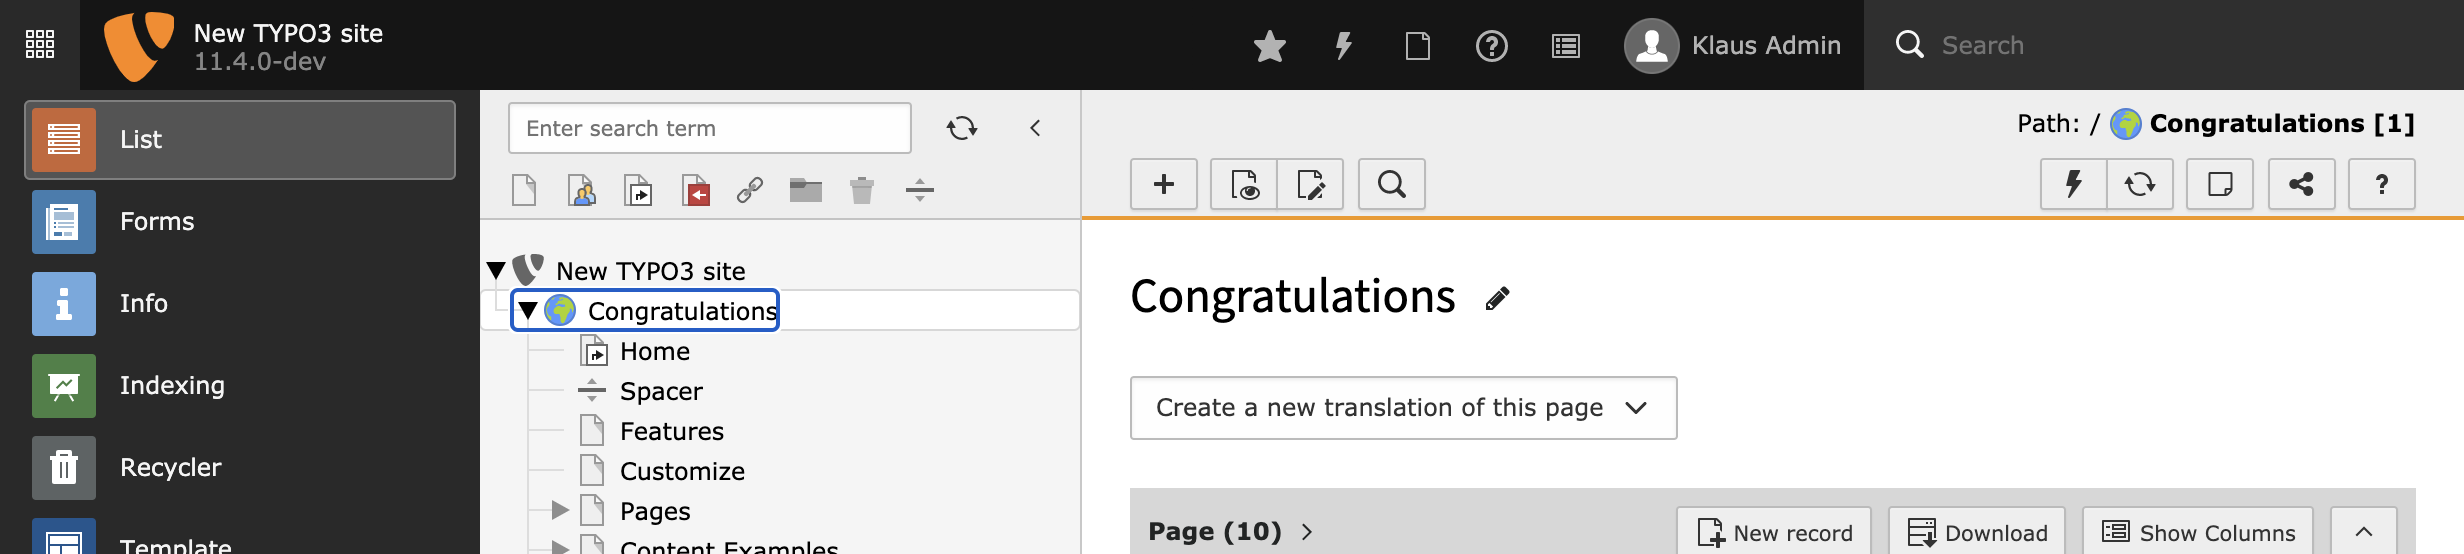 New TYPO3 site
11.4.0-dev
Klaus Admin
Search
List
Forms
Info
Indexing
Recycler
Template
Enter search term
New TYPO3 site
Congratulations
Home
Spacer
Features
Customize
Pages
Content Examples
Path: / Congratulations [1]
Congratulations
Create a new translation of this page
Page (10)
New record
Download
Show Columns